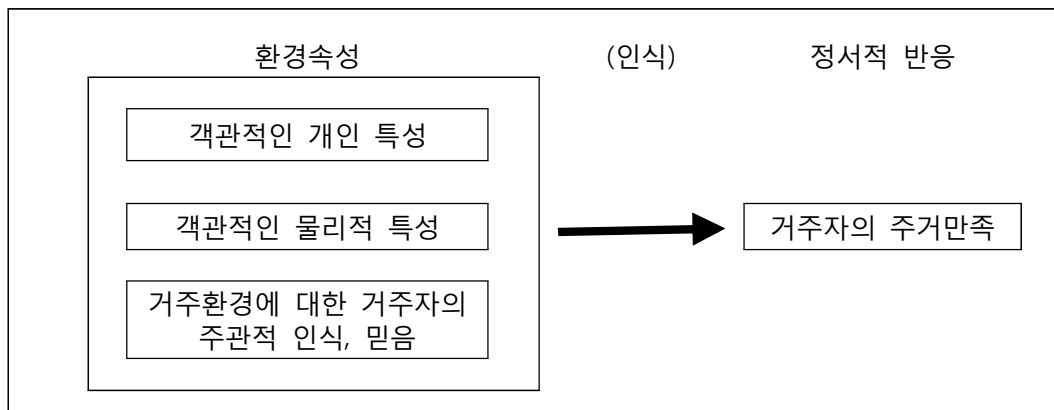 환경속성 (인식) 정서적 반응
객관적인 개인 특성
객관적인 물리적 특성
거주자의 주거만족
거주환경에 대한 거주자의
주관적 인식, 믿음